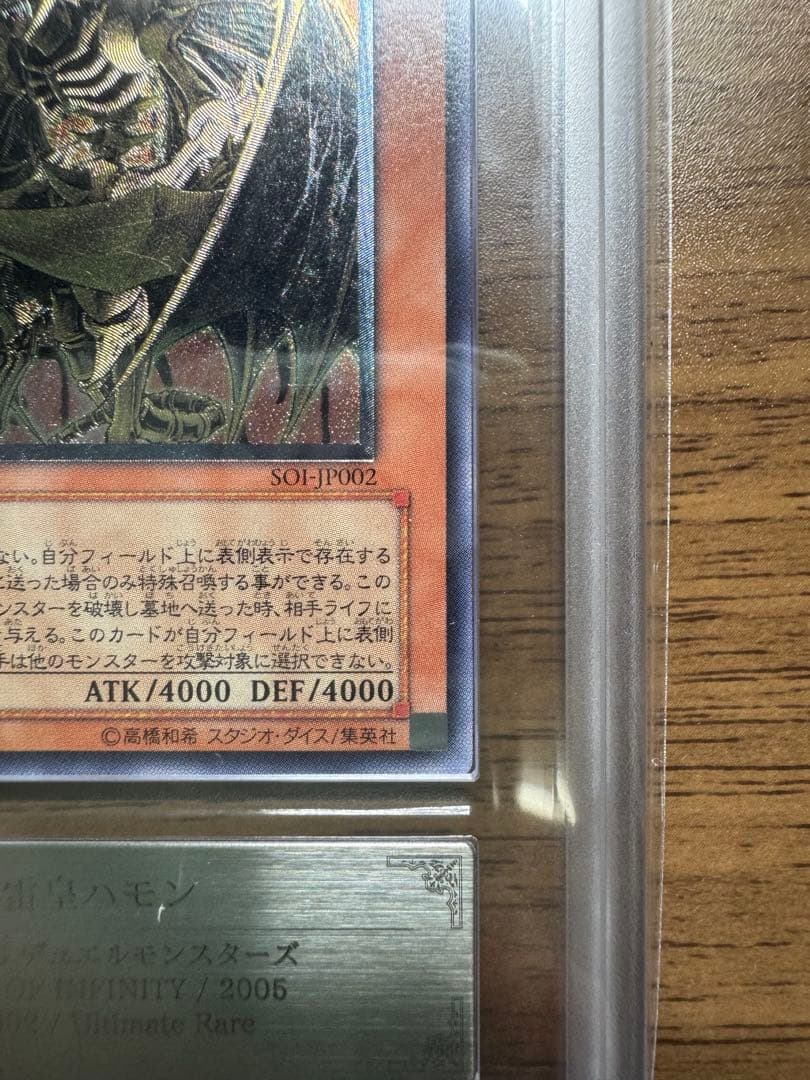 SOI-JP002
ない。自分フィールド上に表側表示で存在する
に送った場合のみ特殊召喚する事ができる。この
ンスターを破壊し墓地へ送った時、相手ライフに
を与える。このカードが自分フィールド上に表側
手は他のモンスターを攻撃対象に選択できない。
ATK/4000 DEF/4000
©高橋和希 スタジオ・ダイス/集英社
雷皇ハモン
デュエルモンスターズ
OF INFINITY / 2005
002 / Ultimate Rare